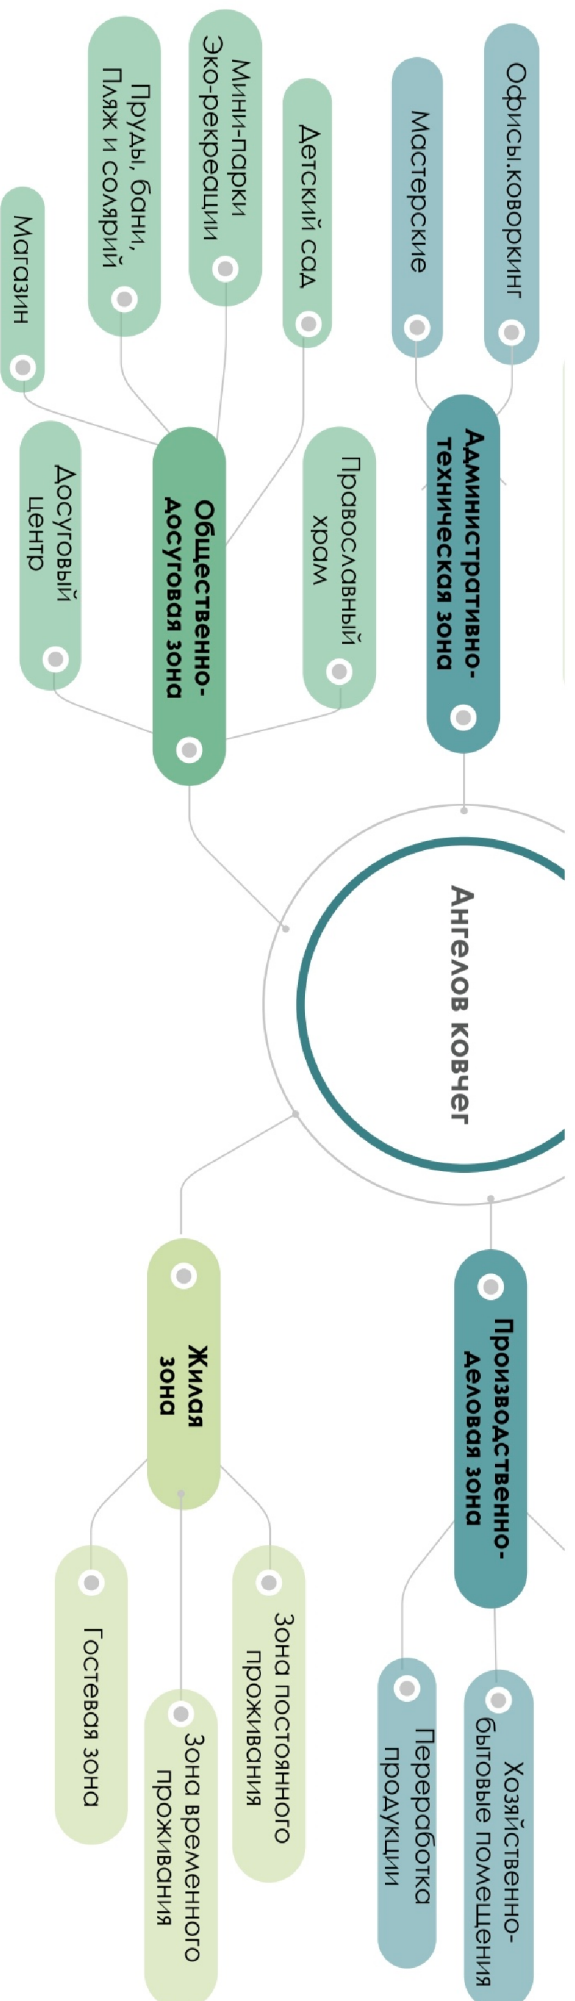 Офисы.коворкинг
Мастерские
Административно-
техническая зона
Детский сад
Мини-парки
Эко-рекреации
Пруды, бани,
Пляж и солярий
Магазин
Православный
храм
Общественно-
досуговая зона
Досуговый
центр
Ангелов ковчег
Производственно-
деловая зона
Хозяйственно-
бытовые помещения
Переработка
продукции
Жилая
зона
Зона постоянного
проживания
Зона временного
проживания
Гостевая зона